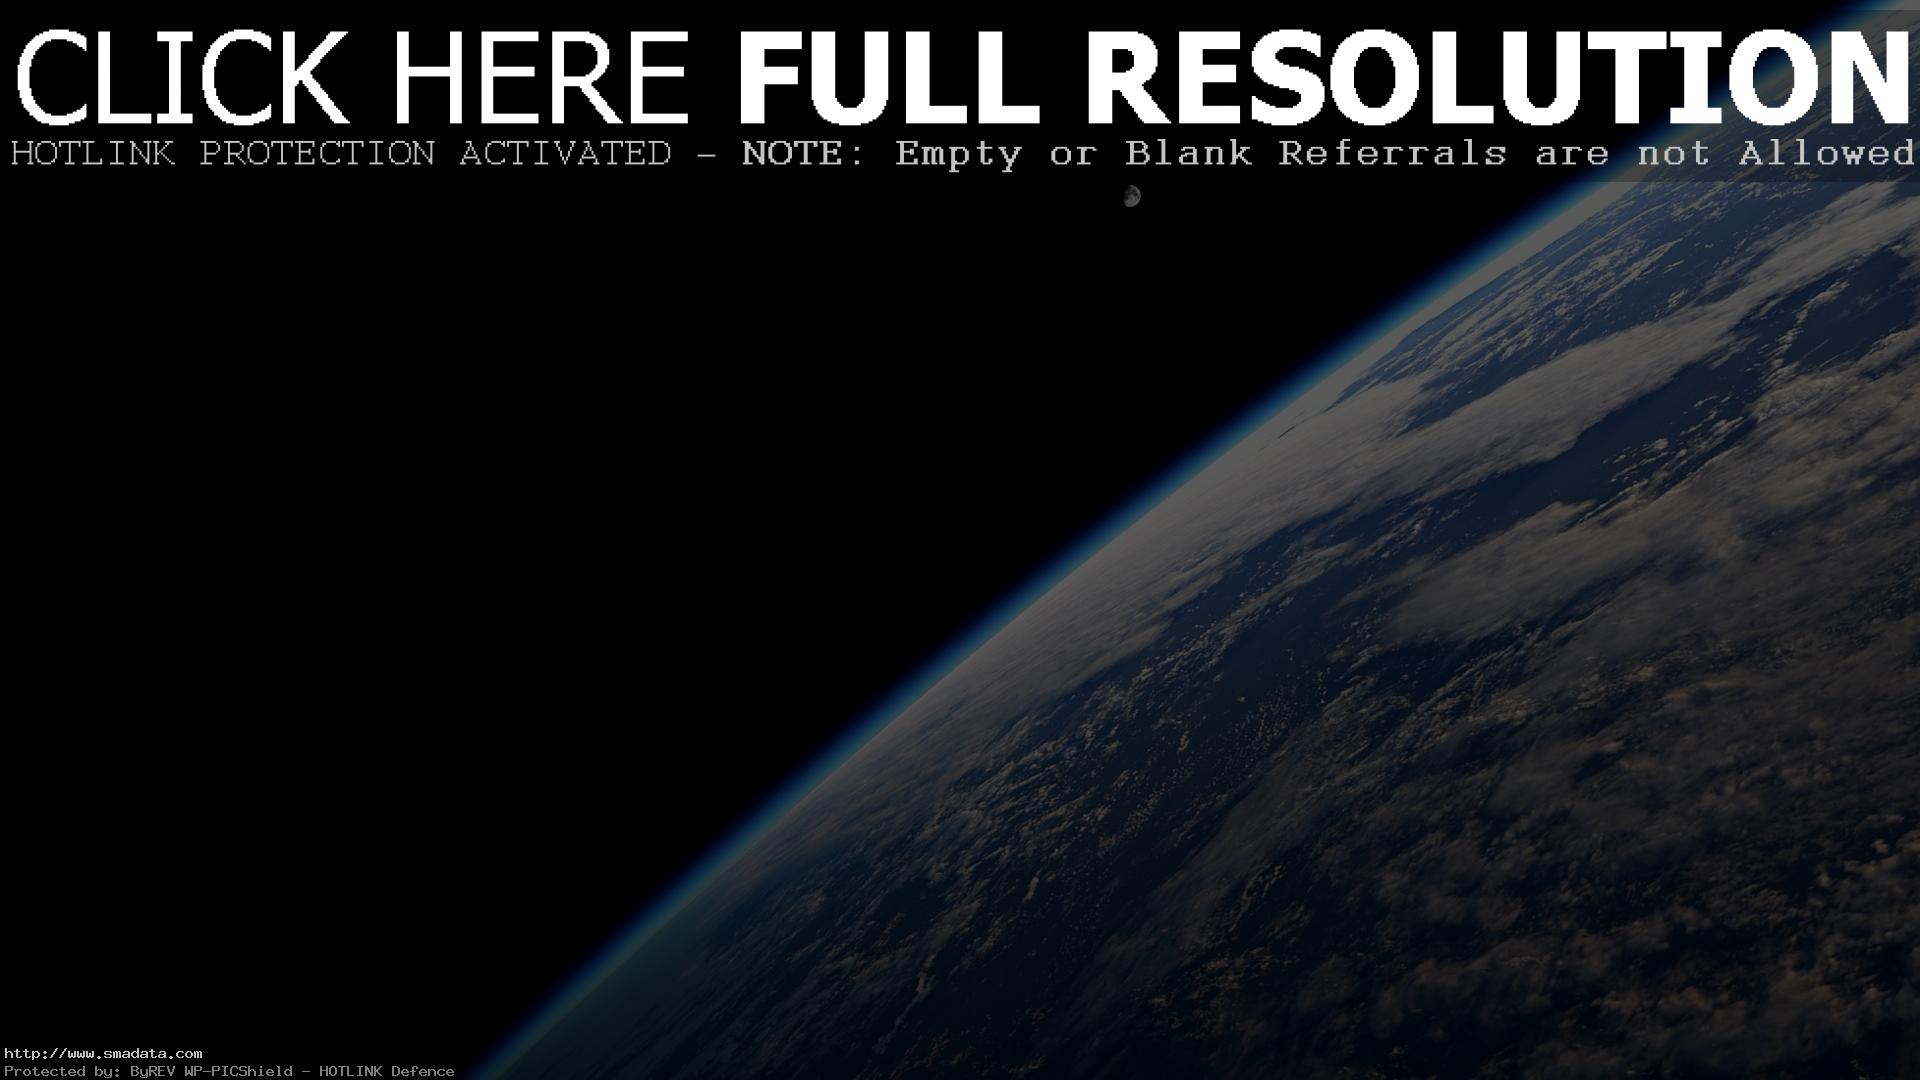 CLICK HERE FULL RESOLUTION
HOTLINK PROTECTION ACTIVATED – NOTE: Empty or Blank Referrals are not Allowed
http://www.smadata.com
Protected by: ByREV WP-PICShield – HOTLINK Defence